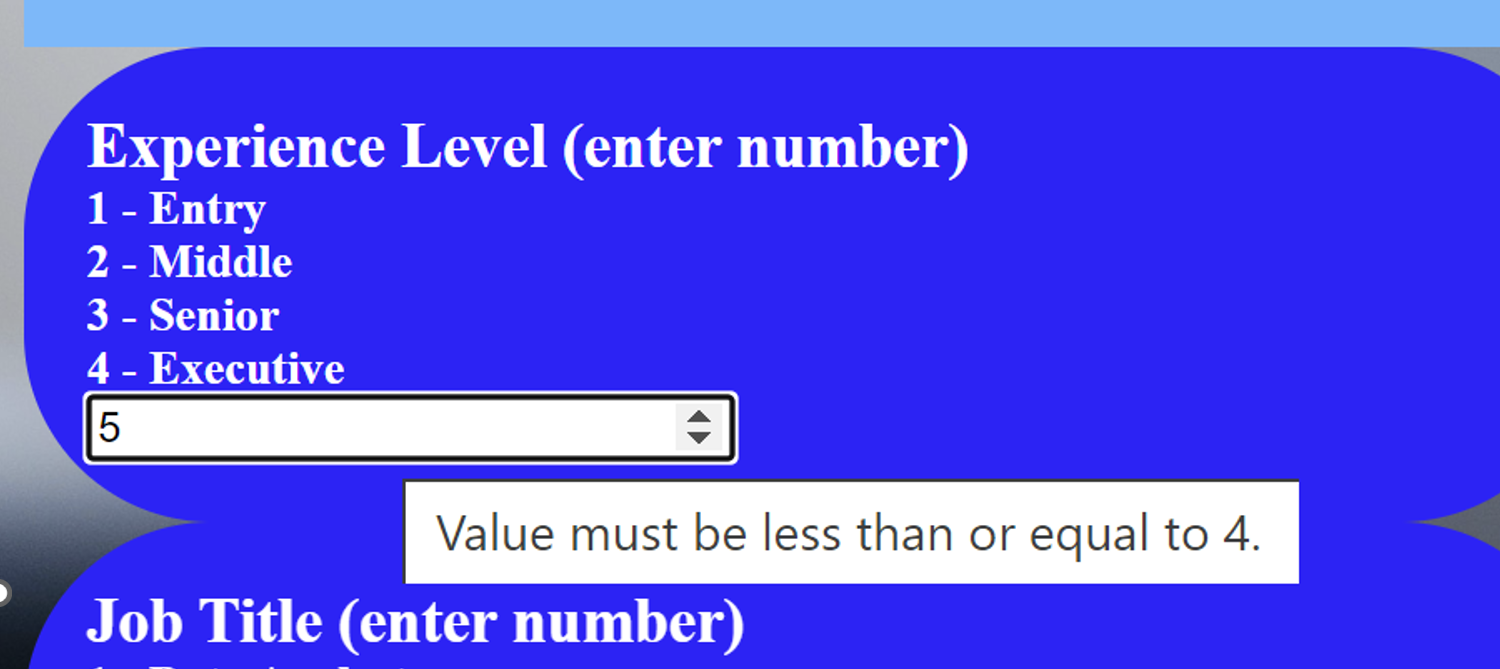 Experience Level (enter number)
1 - Entry
2 - Middle
3 - Senior
4 - Executive
5
Value must be less than or equal to 4.
Job Title (enter number)